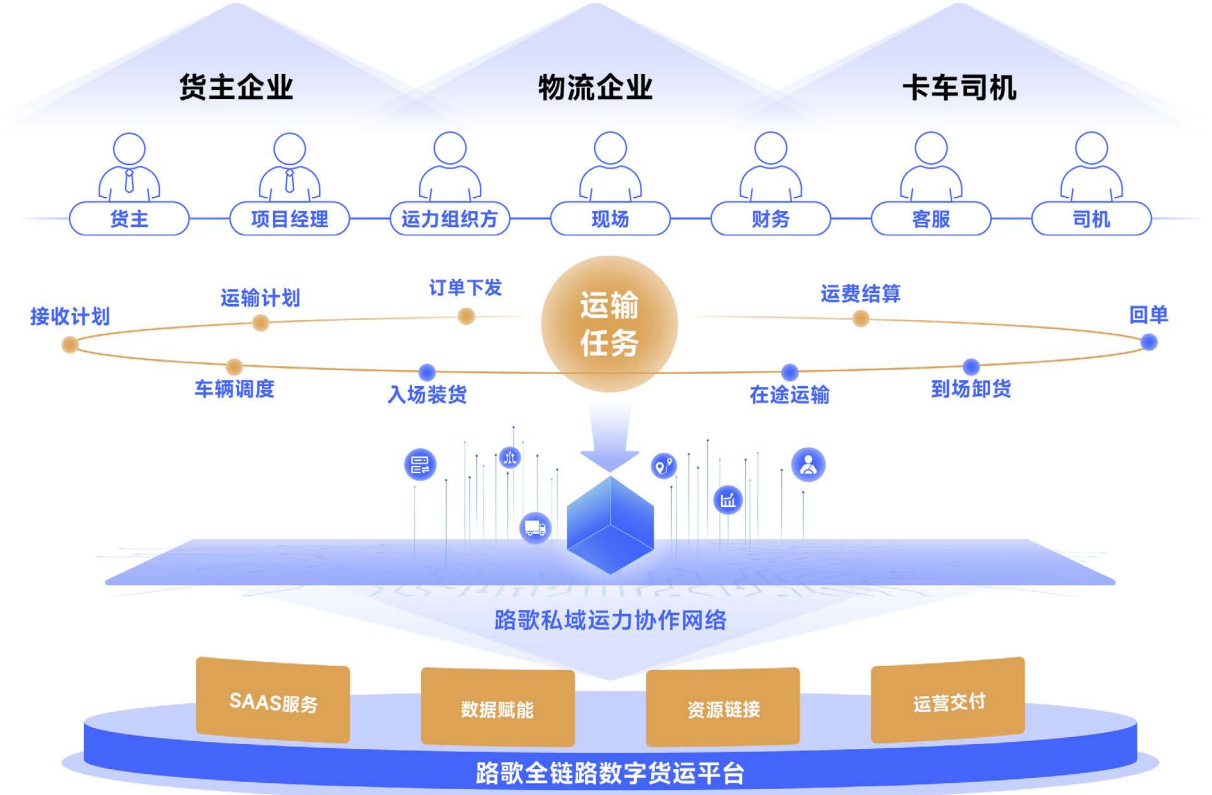 货主企业
物流企业
卡车司机
货主
项目经理
运力组织方
现场
财务
客服
司机
运输
任务
接收计划
运输计划
订单下发
运费结算
回单
车辆调度
入场装货
在途运输
到场卸货
路歌私域运力协作网络
SAAS服务
数据赋能
资源链接
运营交付
路歌全链路数字货运平台